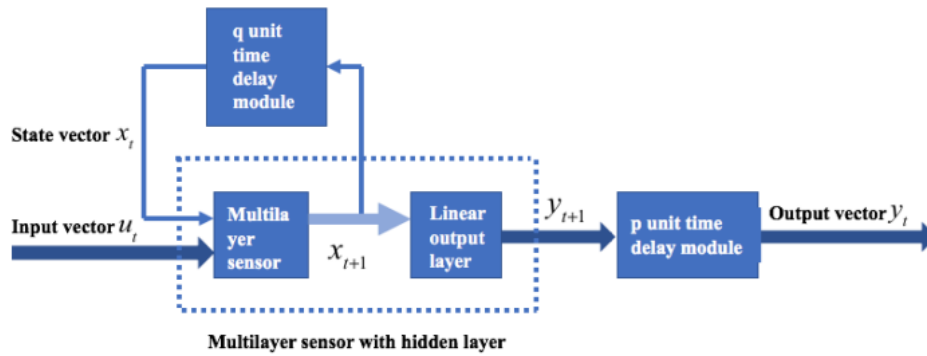 q unit
time
delay
module
State vector x_t
Input vector u_t
Multila
yer
sensor
x_{t+1}
Linear
output
layer
y_{t+1}
p unit time
delay module
Output vector y_t
Multilayer sensor with hidden layer